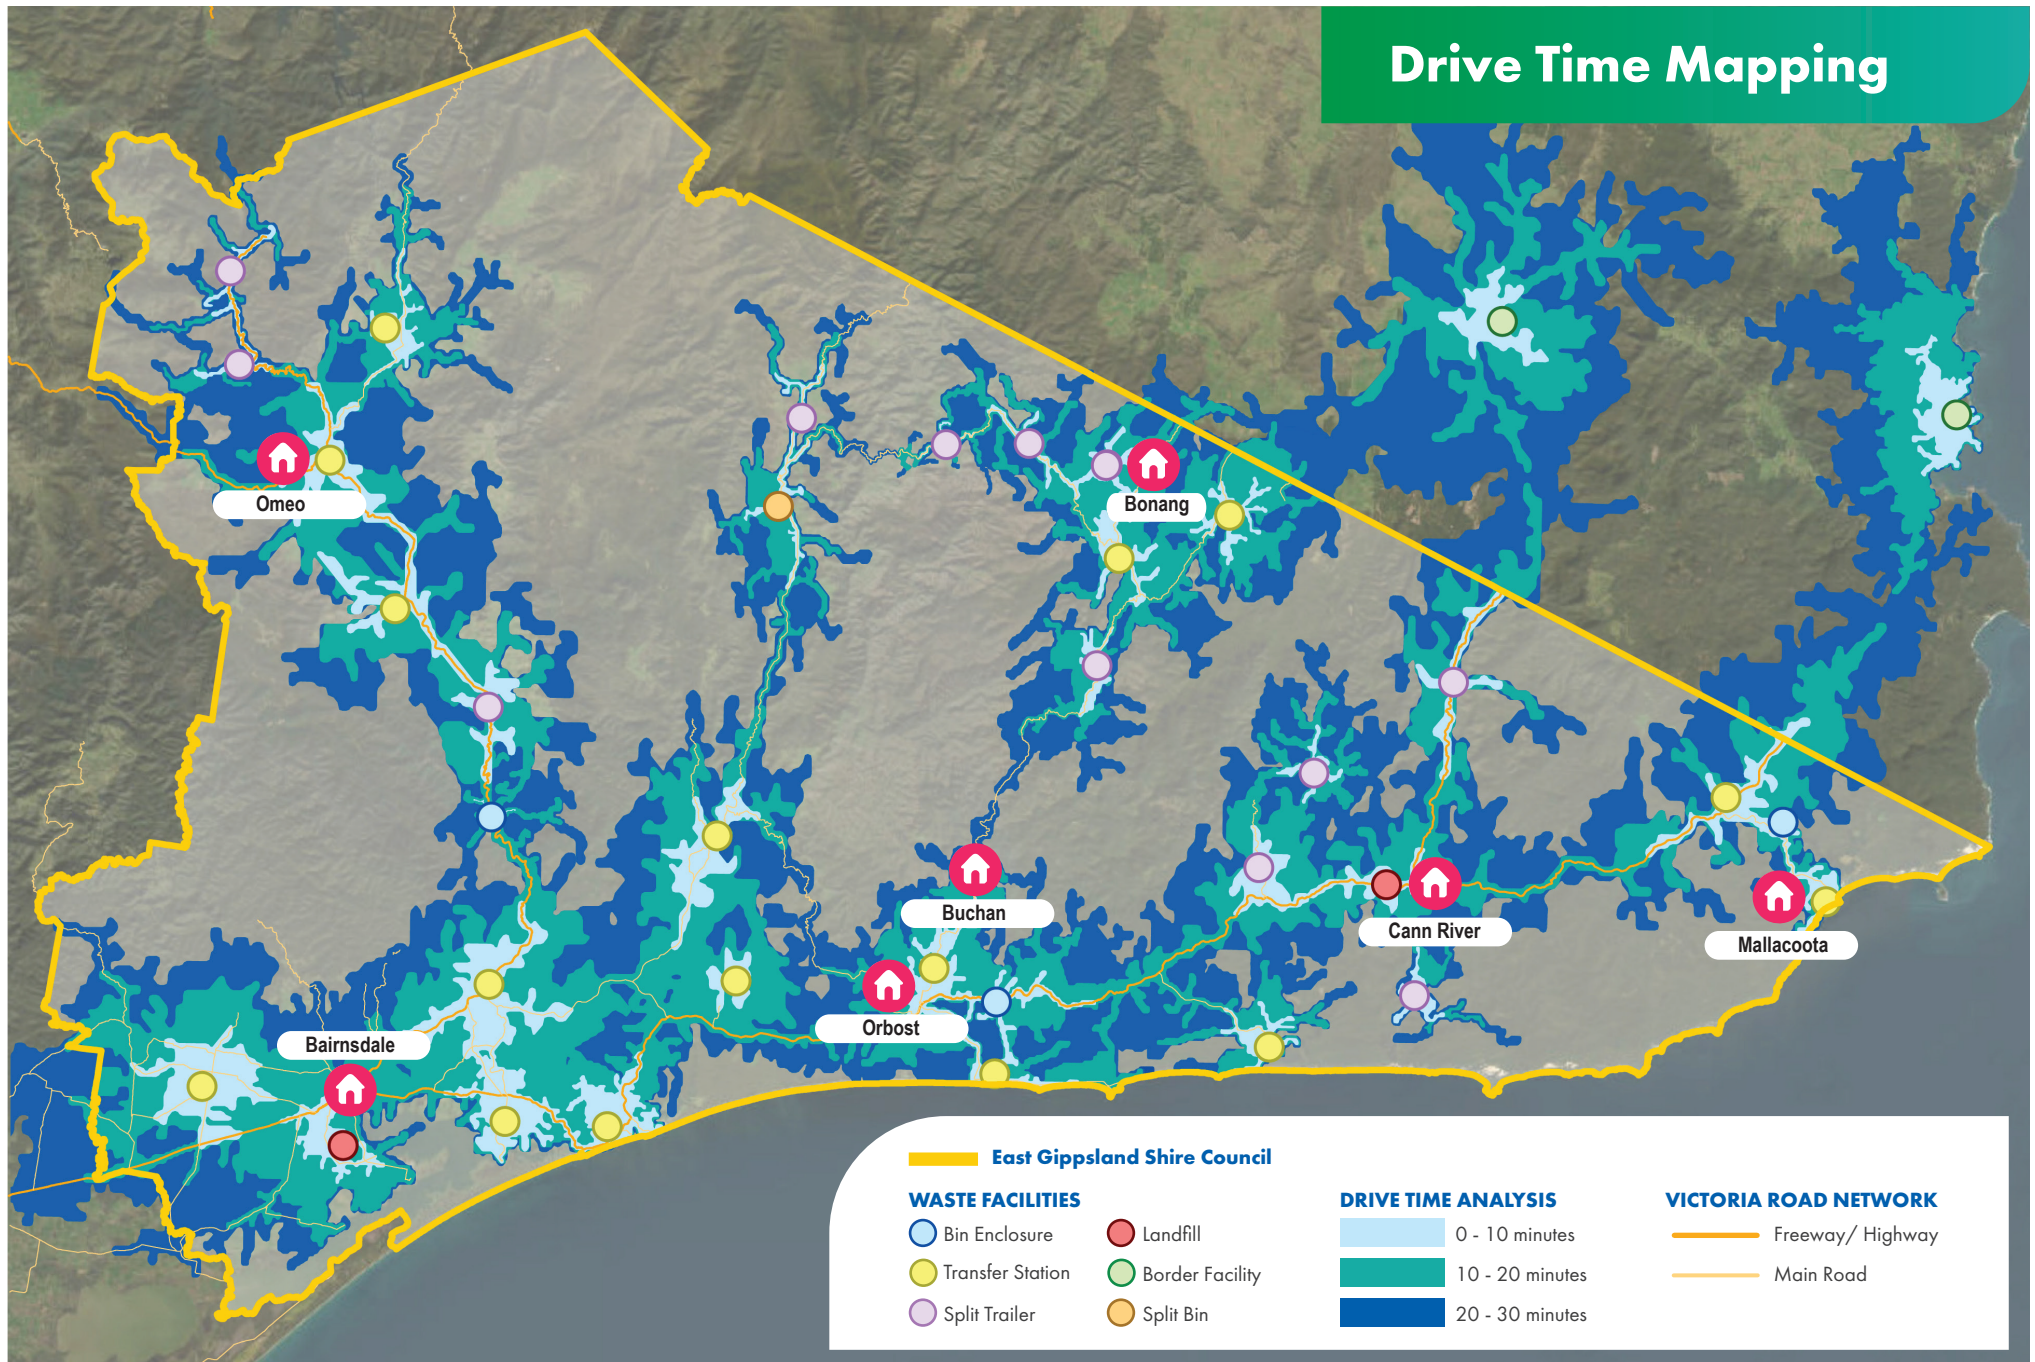 Drive Time Mapping
Omeo
Bonang
Buchan
Cann River
Mallacoota
Orbost
Bairnsdale
East Gippsland Shire Council
WASTE FACILITIES
Bin Enclosure
Transfer Station
Split Trailer
Landfill
Border Facility
Split Bin
DRIVE TIME ANALYSIS
0 - 10 minutes
10 - 20 minutes
20 - 30 minutes
VICTORIA ROAD NETWORK
Freeway/ Highway
Main Road